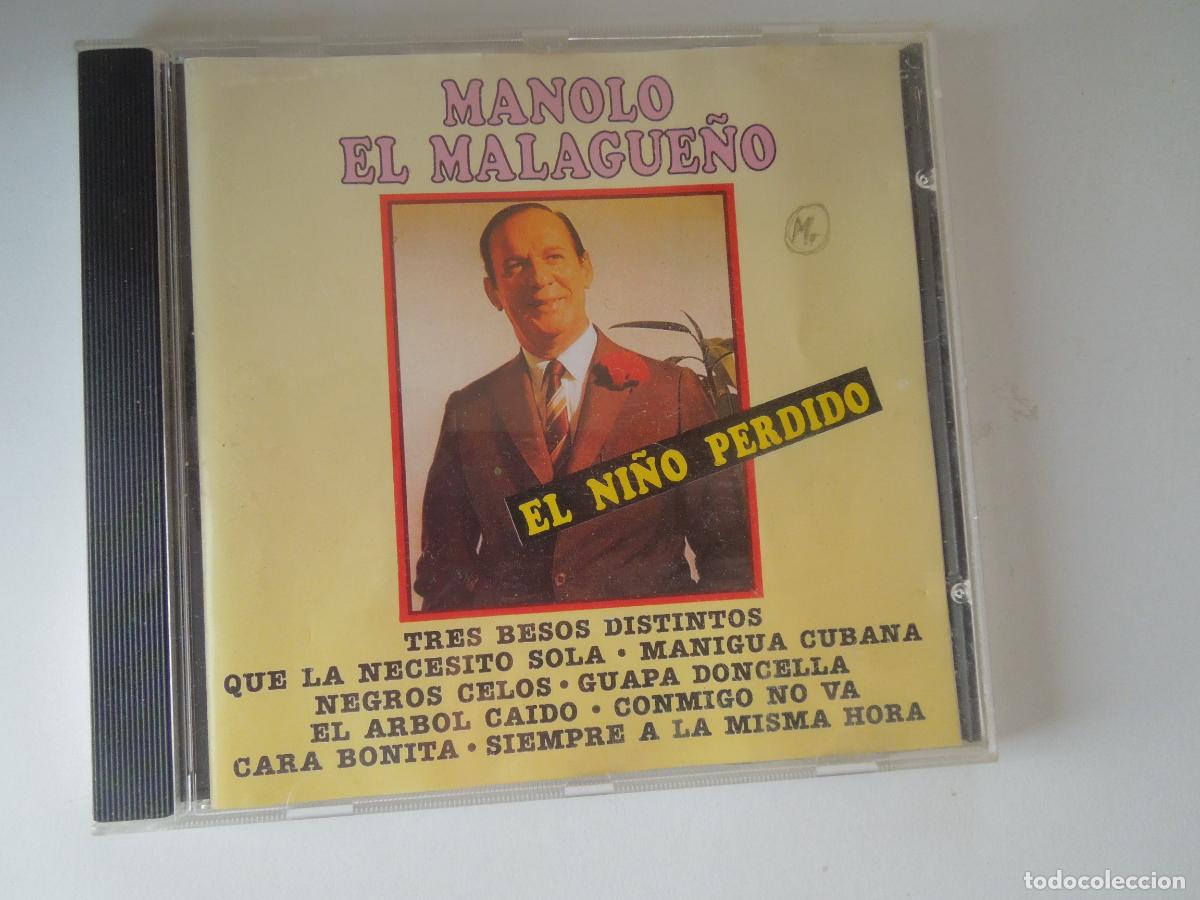 MANOLO
EL MALAGUEÑO
M.
EL NIÑO PERDIDO
TRES BESOS DISTINTOS
QUE LA NECESITO SOLA • MANIGUA CUBANA
NEGROS CELOS • GUAPA DONCELLA
EL ARBOL CAIDO • CONMIGO NO VA
CARA BONITA • SIEMPRE A LA MISMA HORA
todocoleccion